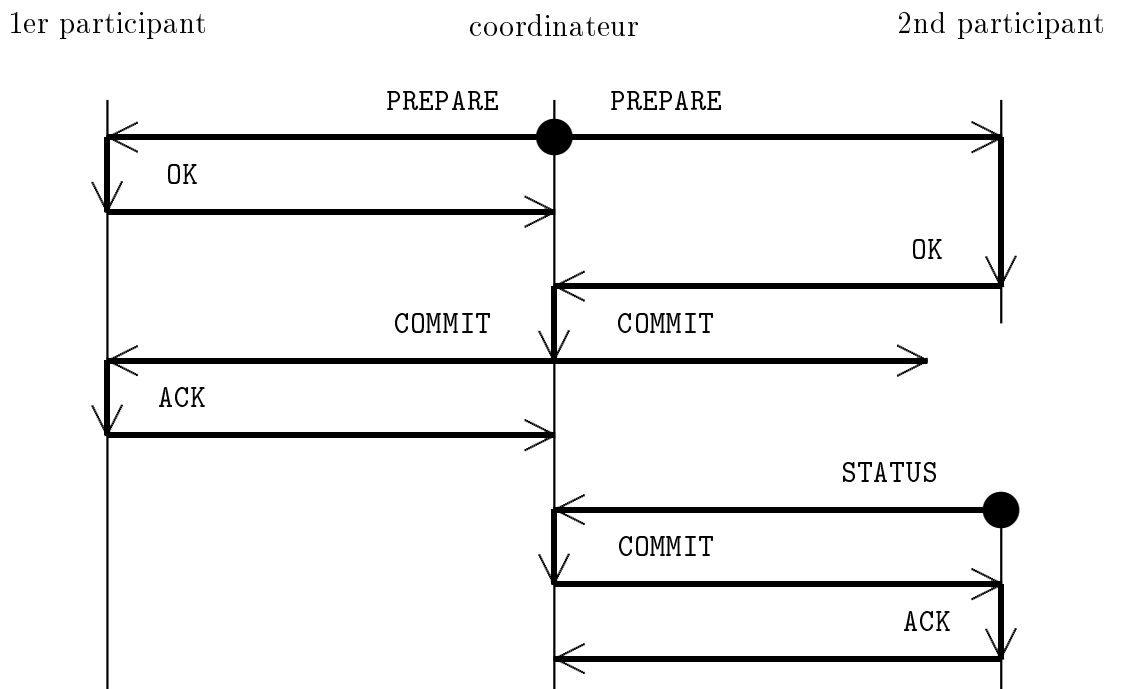 1er participant coordinateur 2nd participant
PREPARE PREPARE
OK
OK
COMMIT COMMIT
ACK
STATUS
COMMIT
ACK